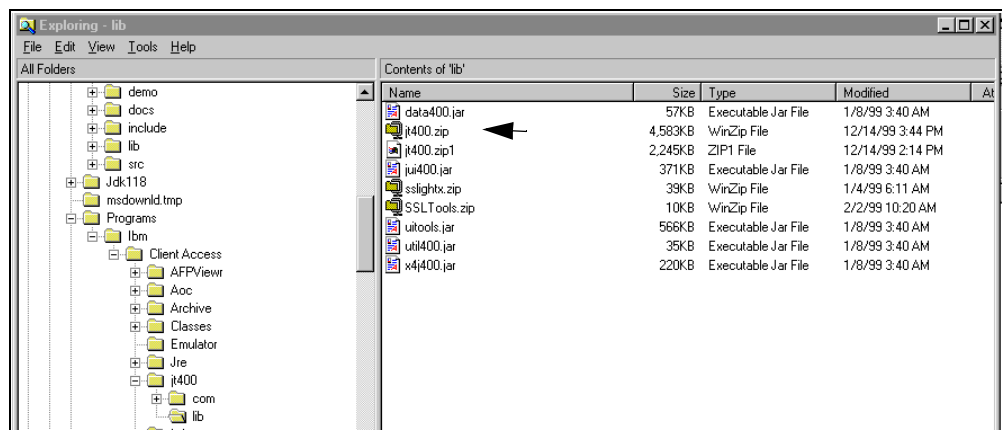 Exploring - lib
File Edit View Tools Help
All Folders
Contents of 'lib'
demo
docs
include
lib
src
Jdk118
msdownld.tmp
Programs
Ibm
Client Access
AFPViewr
Aoc
Archive
Classes
Emulator
Jre
jt400
com
lib
Name Size Type Modified At
data400.jar 57KB Executable Jar File 1/8/99 3:40 AM
jt400.zip 4,583KB WinZip File 12/14/99 3:44 PM
jt400.zip1 2,245KB ZIP1 File 12/14/99 2:14 PM
jui400.jar 371KB Executable Jar File 1/8/99 3:40 AM
sslightx.zip 39KB WinZip File 1/4/99 6:11 AM
SSLTools.zip 10KB WinZip File 2/2/99 10:20 AM
uitools.jar 566KB Executable Jar File 1/8/99 3:40 AM
util400.jar 35KB Executable Jar File 1/8/99 3:40 AM
x4j400.jar 220KB Executable Jar File 1/8/99 3:40 AM